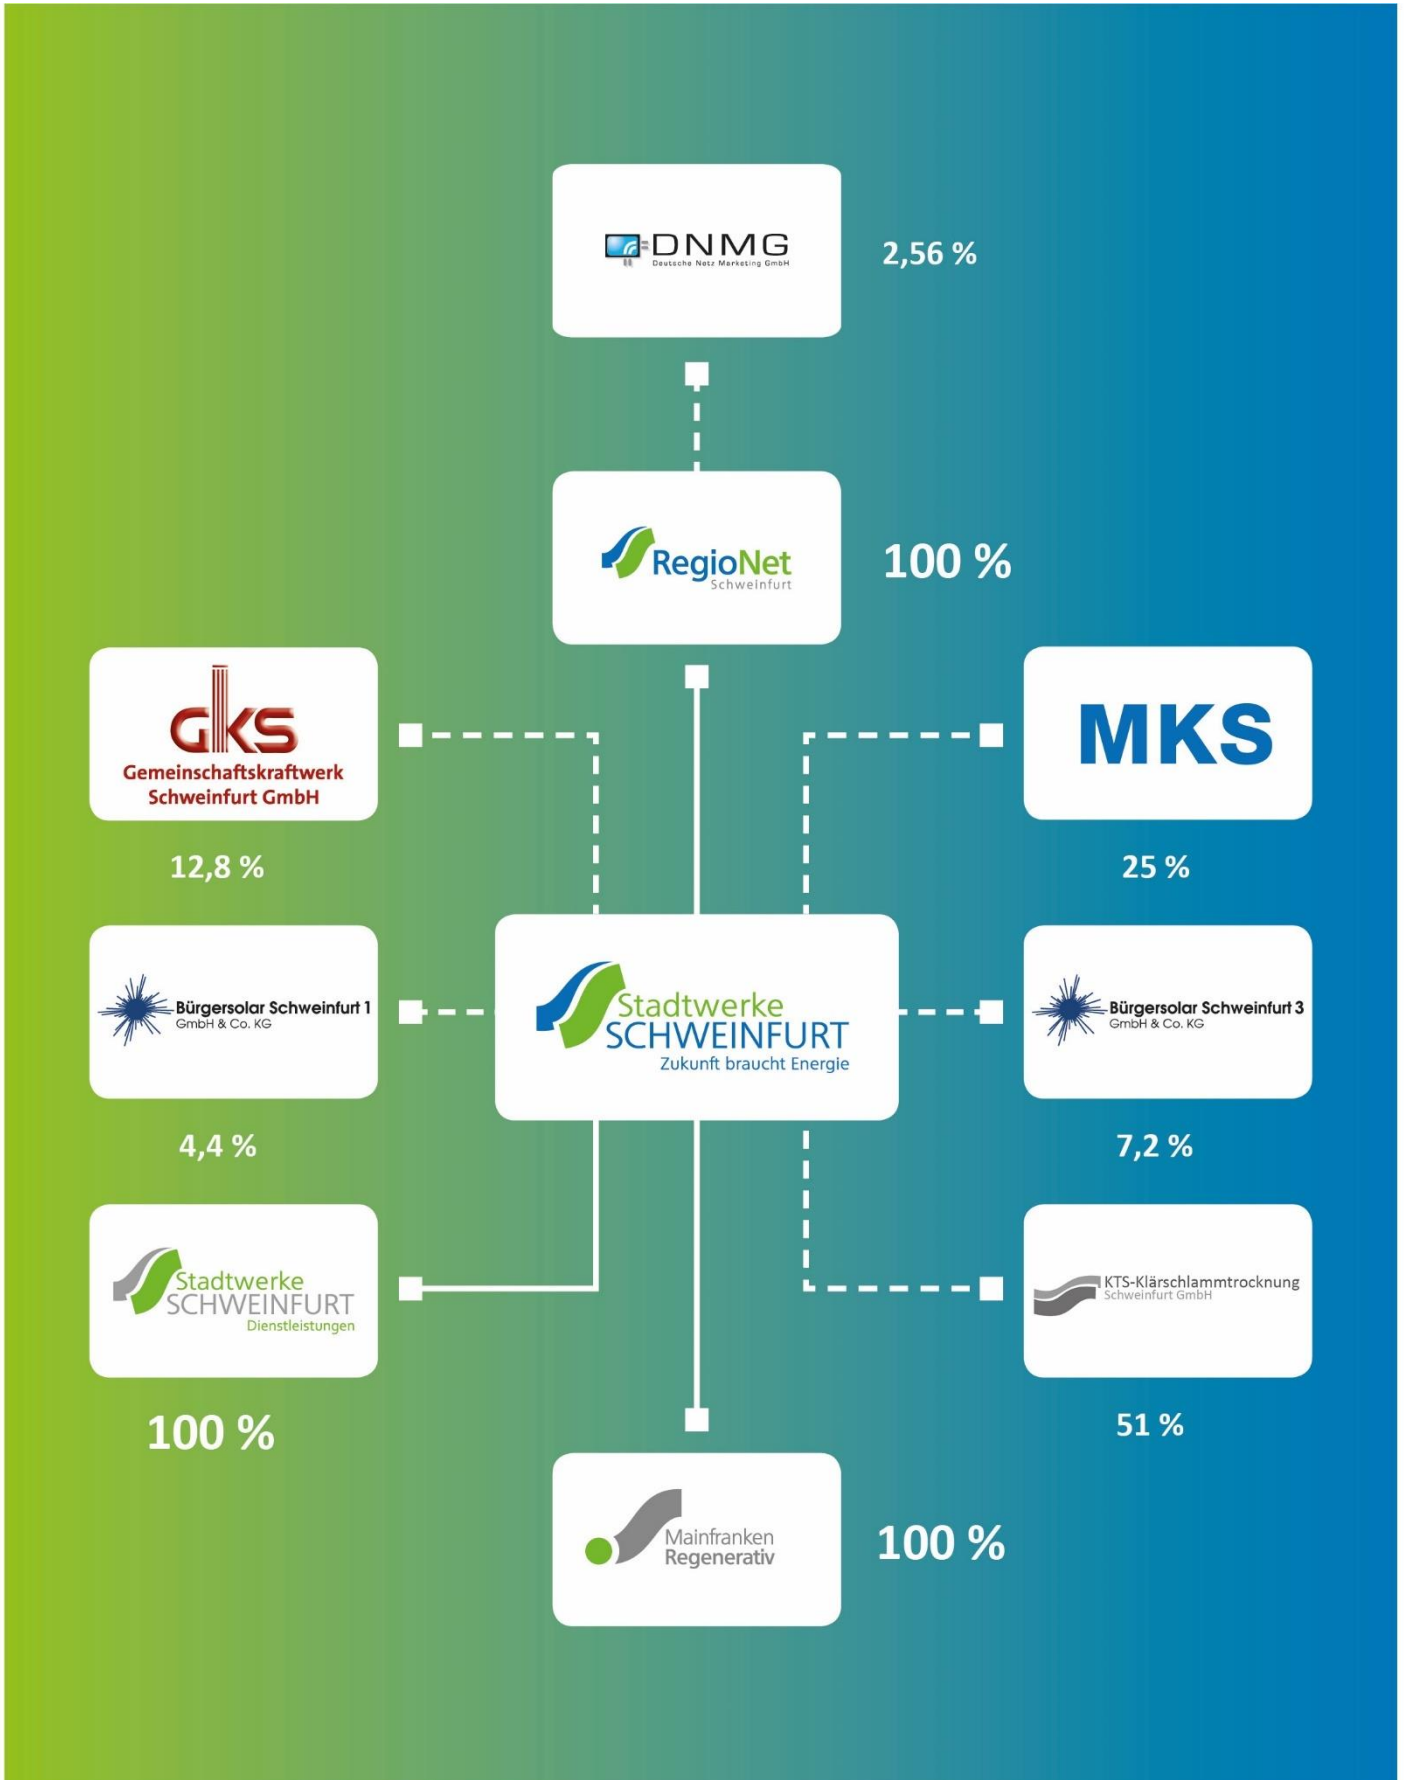 DNMG
Deutsche Netz Marketing GmbH
2,56 %
RegioNet
Schweinfurt
100 %
GKS
Gemeinschaftskraftwerk
Schweinfurt GmbH
12,8 %
MKS
25 %
Bürgersolar Schweinfurt 1
GmbH & Co. KG
4,4 %
Stadtwerke
SCHWEINFURT
Zukunft braucht Energie
Bürgersolar Schweinfurt 3
GmbH & Co. KG
7,2 %
Stadtwerke
SCHWEINFURT
Dienstleistungen
100 %
KTS-Klärschlammtrocknung
Schweinfurt GmbH
51 %
Mainfranken
Regenerativ
100 %